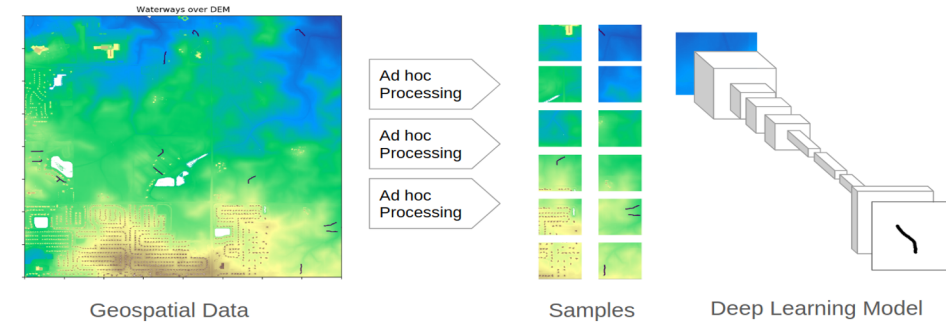 Waterways over DEM
Ad hoc
Processing
Ad hoc
Processing
Ad hoc
Processing
Geospatial Data
Samples
Deep Learning Model